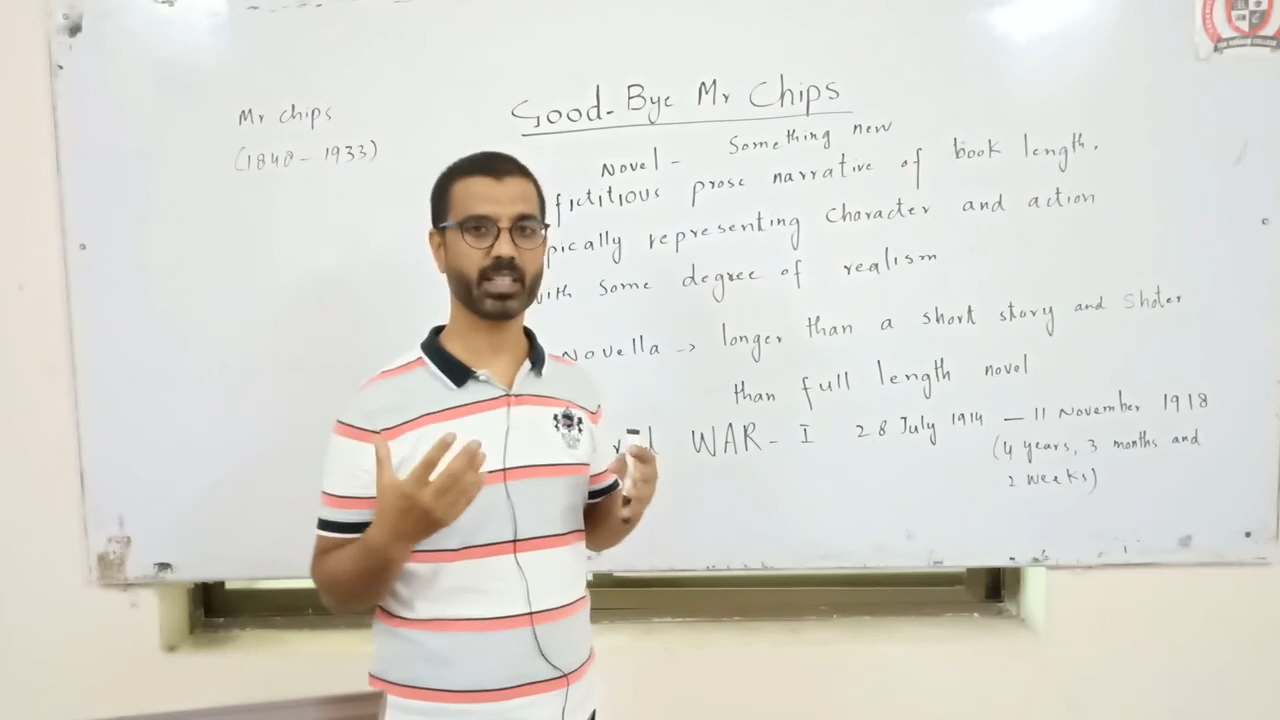 Good-Bye Mr Chips
Mr chips
(1848 - 1933)
Novel - Something new
fictitious prose narrative of book length.
pically representing Character and action
with some degree of realism
Novella -> longer than a short story and Shoter
than full length novel.
WAR - I 28 July 1914 - 11 November 1918
(4 years, 3 months and
2 weeks)